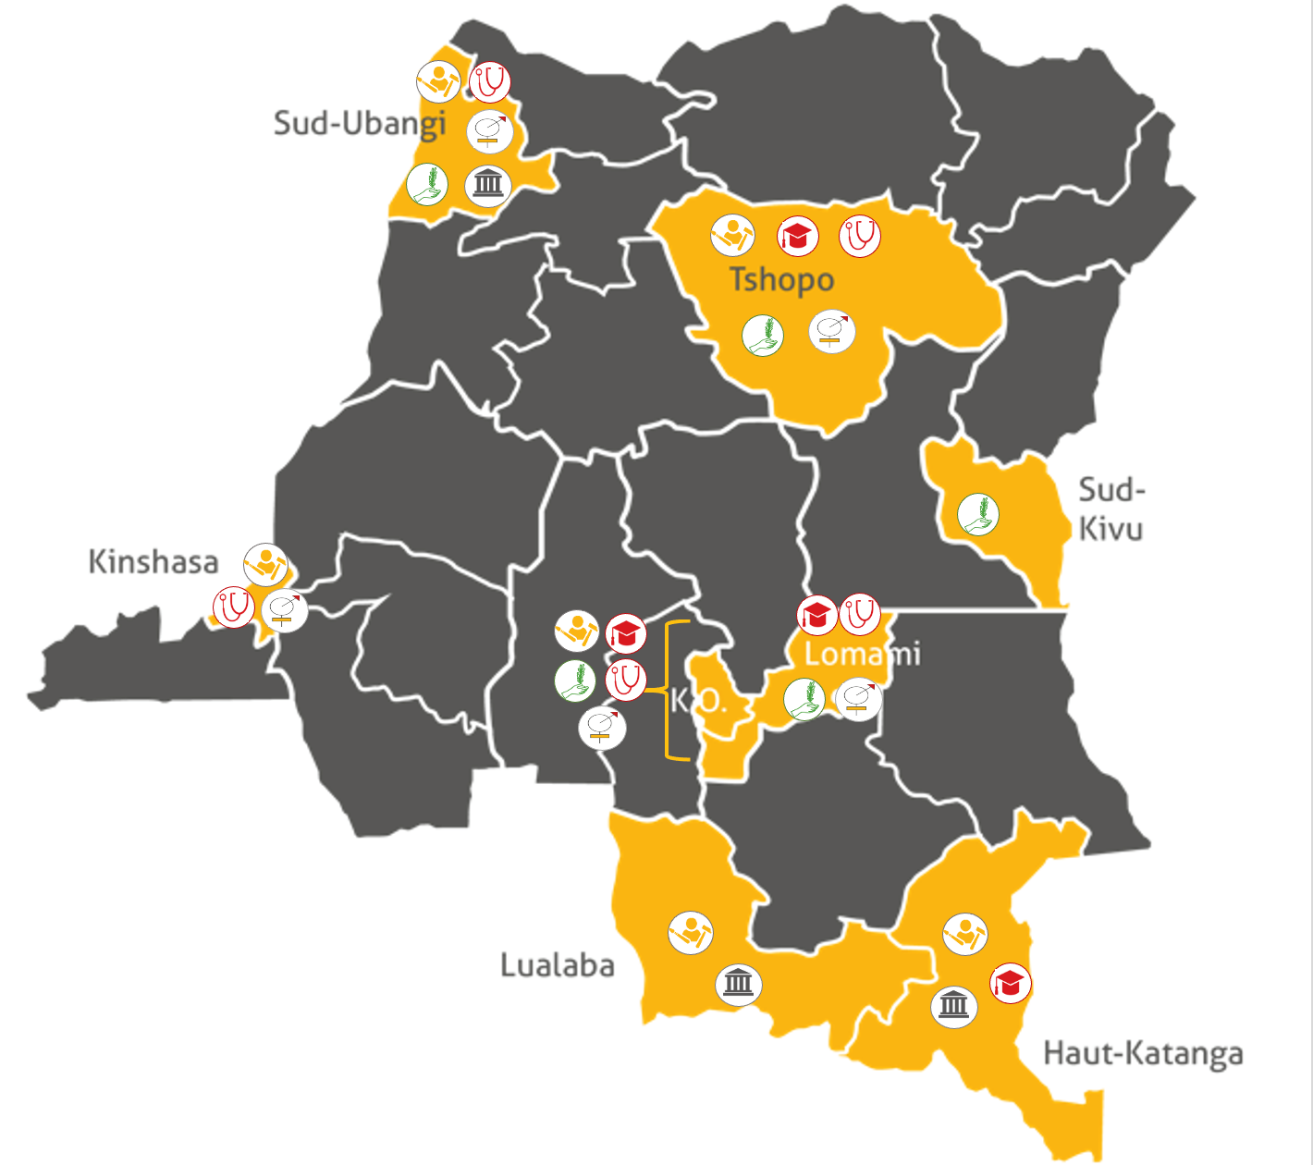 Sud-Ubangi
Tshopo
Sud-
Kivu
Kinshasa
Lomami
K.O.
Lualaba
Haut-Katanga